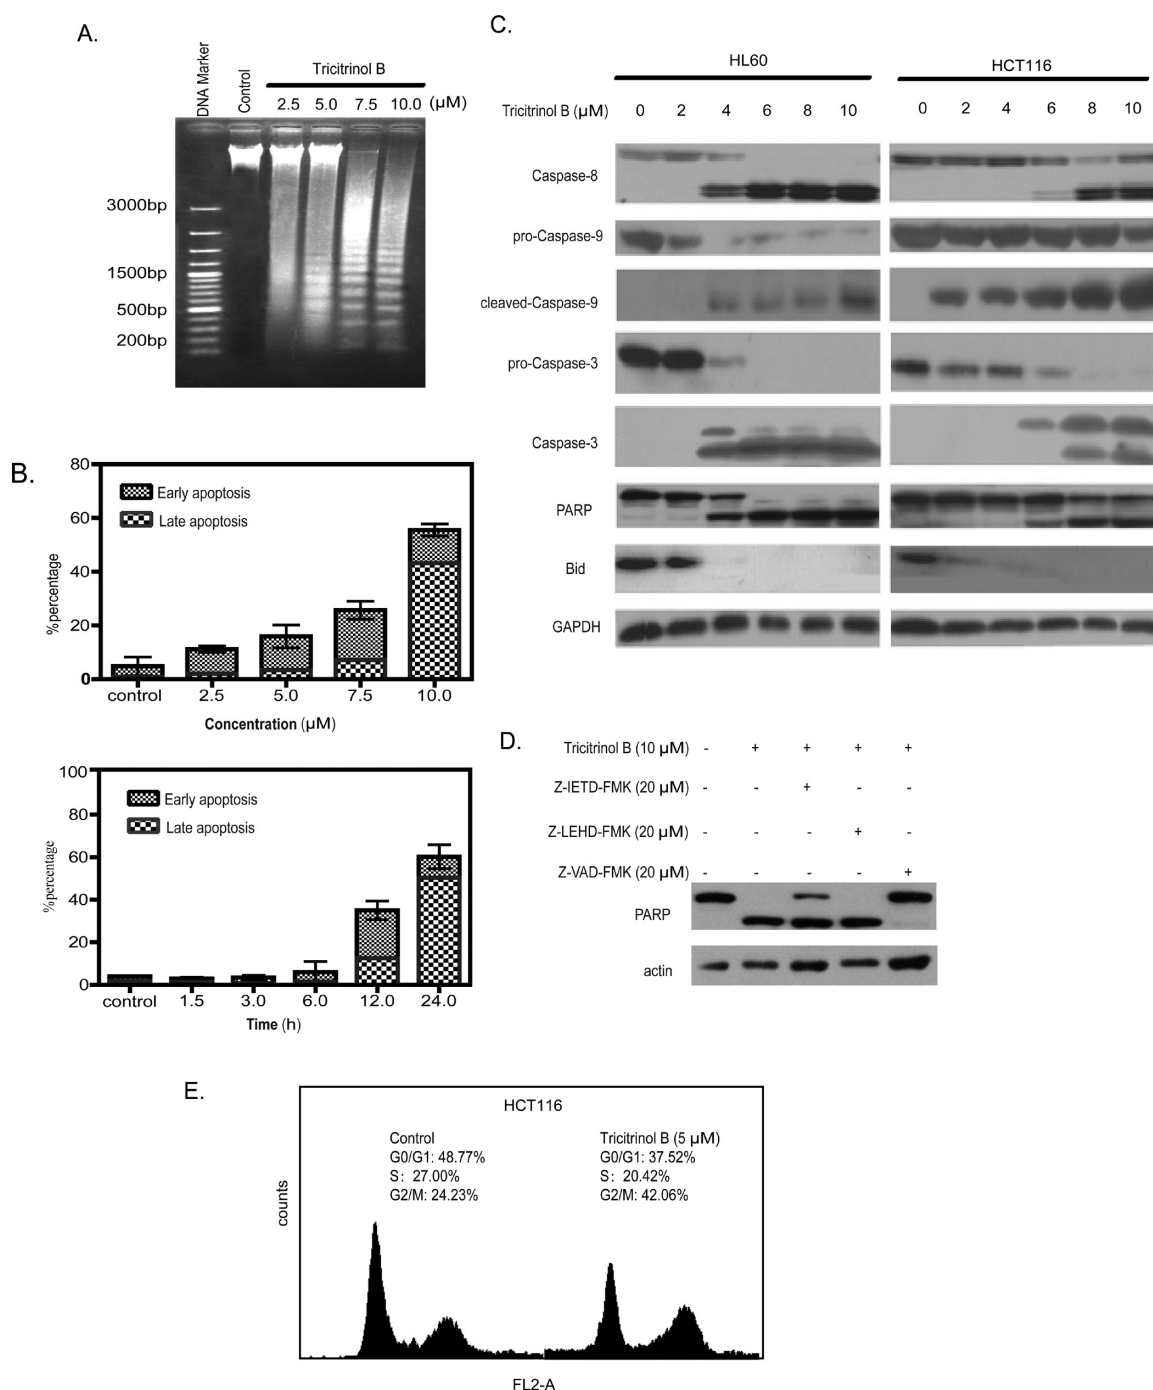 A.
DNA Marker
Control
Tricitrinol B
2.5 5.0 7.5 10.0 (μM)
3000bp
1500bp
500bp
200bp
B.
80
60
40
20
0
%percentage
Early apoptosis
Late apoptosis
control 2.5 5.0 7.5 10.0
Concentration (μM)
100
80
60
40
20
0
%percentage
Early apoptosis
Late apoptosis
control 1.5 3.0 6.0 12.0 24.0
Time (h)
C.
HL60 HCT116
Tricitrinol B (μM) 0 2 4 6 8 10 0 2 4 6 8 10
Caspase-8
pro-Caspase-9
cleaved-Caspase-9
pro-Caspase-3
Caspase-3
PARP
Bid
GAPDH
D.
Tricitrinol B (10 μM) - + + + +
Z-IETD-FMK (20 μM) - - + - -
Z-LEHD-FMK (20 μM) - - - + -
Z-VAD-FMK (20 μM) - - - - +
PARP
actin
E.
HCT116
Control
G0/G1: 48.77%
S: 27.00%
G2/M: 24.23%
Tricitrinol B (5 μM)
G0/G1: 37.52%
S: 20.42%
G2/M: 42.06%
counts
FL2-A